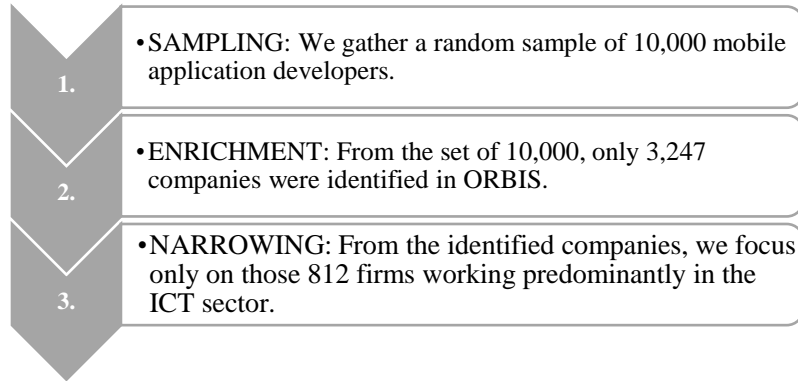 1.
•SAMPLING: We gather a random sample of 10,000 mobile
application developers.
2.
•ENRICHMENT: From the set of 10,000, only 3,247
companies were identified in ORBIS.
3.
•NARROWING: From the identified companies, we focus
only on those 812 firms working predominantly in the
ICT sector.